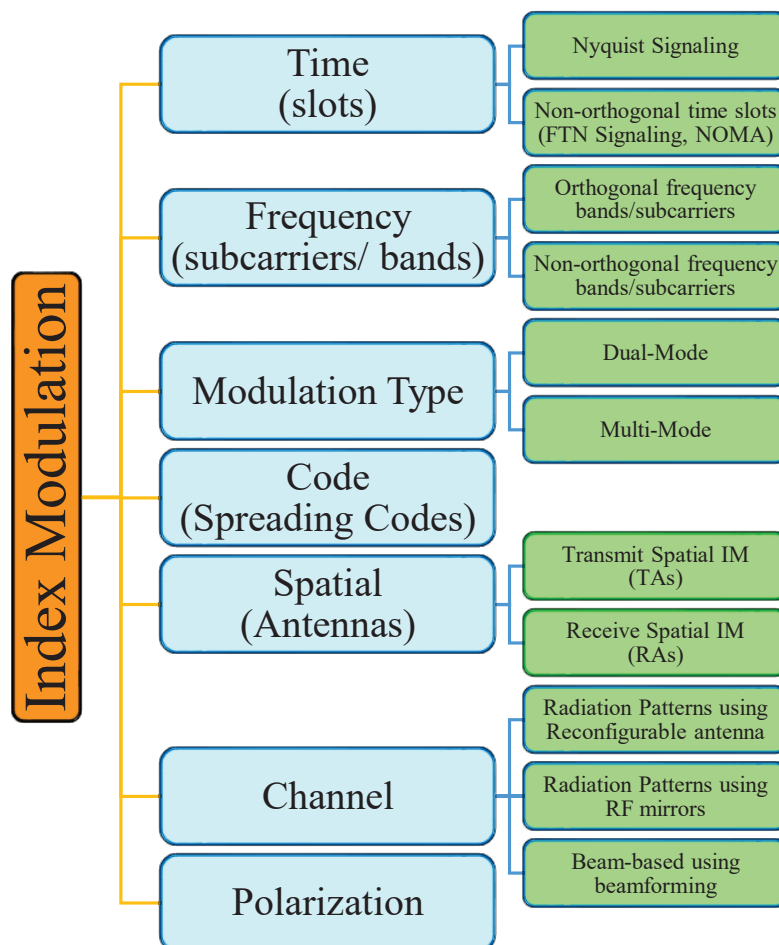 Index Modulation
Time
(slots)
Nyquist Signaling
Non-orthogonal time slots
(FTN Signaling, NOMA)
Frequency
(subcarriers/ bands)
Orthogonal frequency
bands/subcarriers
Non-orthogonal frequency
bands/subcarriers
Modulation Type
Dual-Mode
Multi-Mode
Code
(Spreading Codes)
Spatial
(Antennas)
Transmit Spatial IM
(TAs)
Receive Spatial IM
(RAs)
Channel
Radiation Patterns using
Reconfigurable antenna
Radiation Patterns using
RF mirrors
Beam-based using
beamforming
Polarization